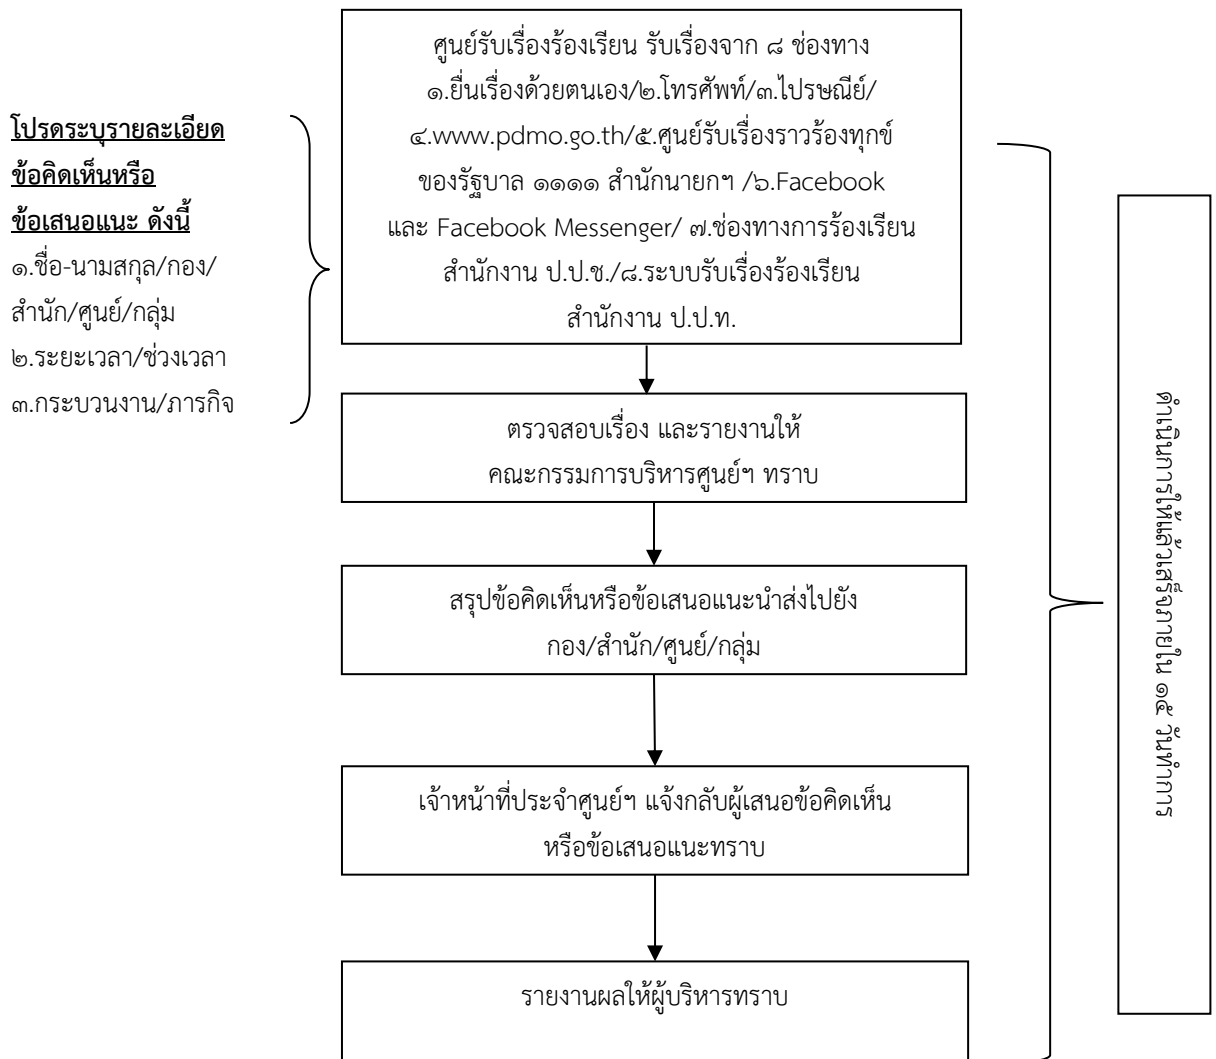 โปรดระบุรายละเอียด
ข้อคิดเห็นหรือ
ข้อเสนอแนะ ดังนี้
๑.ชื่อ-นามสกุล/กอง/
สำนัก/ศูนย์/กลุ่ม
๒.ระยะเวลา/ช่วงเวลา
๓.กระบวนงาน/ภารกิจ
ศูนย์รับเรื่องร้องเรียน รับเรื่องจาก ๘ ช่องทาง
๑.ยื่นเรื่องด้วยตนเอง/๒.โทรศัพท์/๓.ไปรษณีย์/
๔.www.pdmo.go.th/๕.ศูนย์รับเรื่องราวร้องทุกข์
ของรัฐบาล ๑๑๑๑ สำนักนายกฯ /๖.Facebook
และ Facebook Messenger/ ๗.ช่องทางการร้องเรียน
สำนักงาน ป.ป.ช./๘.ระบบรับเรื่องร้องเรียน
สำนักงาน ป.ป.ท.
ตรวจสอบเรื่อง และรายงานให้
คณะกรรมการบริหารศูนย์ฯ ทราบ
สรุปข้อคิดเห็นหรือข้อเสนอแนะนำส่งไปยัง
กอง/สำนัก/ศูนย์/กลุ่ม
เจ้าหน้าที่ประจำศูนย์ฯ แจ้งกลับผู้เสนอข้อคิดเห็น
หรือข้อเสนอแนะทราบ
รายงานผลให้ผู้บริหารทราบ
ดำเนินการให้แล้วเสร็จภายใน ๑๕ วันทำการ